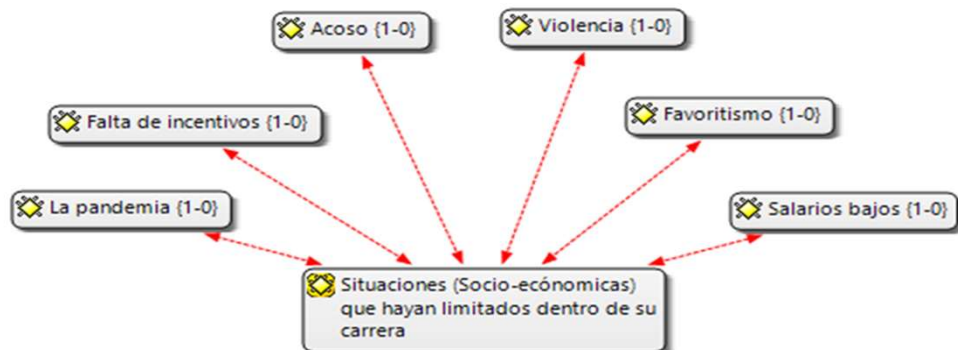 Acoso {1-0}
Violencia {1-0}
Falta de incentivos {1-0}
Favoritismo {1-0}
La pandemia {1-0}
Salarios bajos {1-0}
Situaciones (Socio-ecónomicas)
que hayan limitados dentro de su
carrera